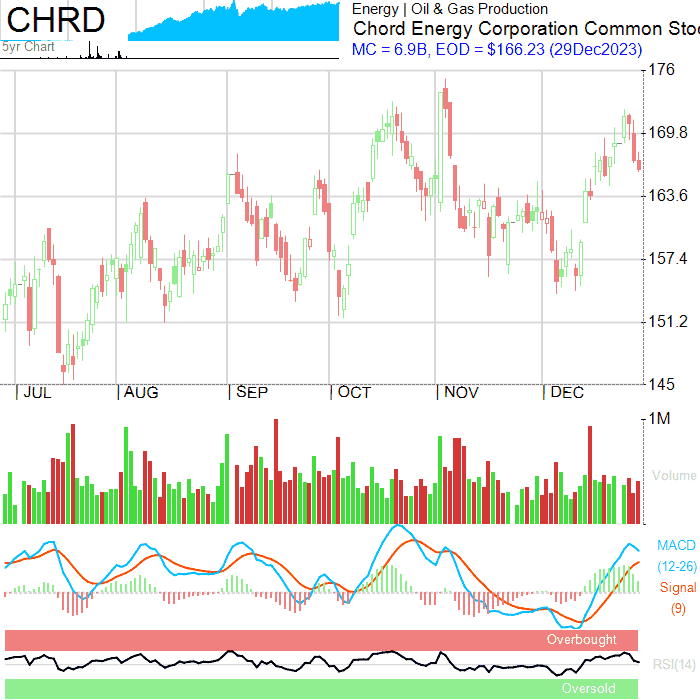 CHRD
5yr Chart
Energy | Oil & Gas Production
Chord Energy Corporation Common Stoc
MC = 6.9B, EOD = $166.23 (29Dec2023)
176
169.8
163.6
157.4
151.2
145
| JUL | AUG | SEP | OCT | NOV | DEC
1M
Volume
MACD
(12-26)
Signal
(9)
Overbought
RSI(14)
Oversold